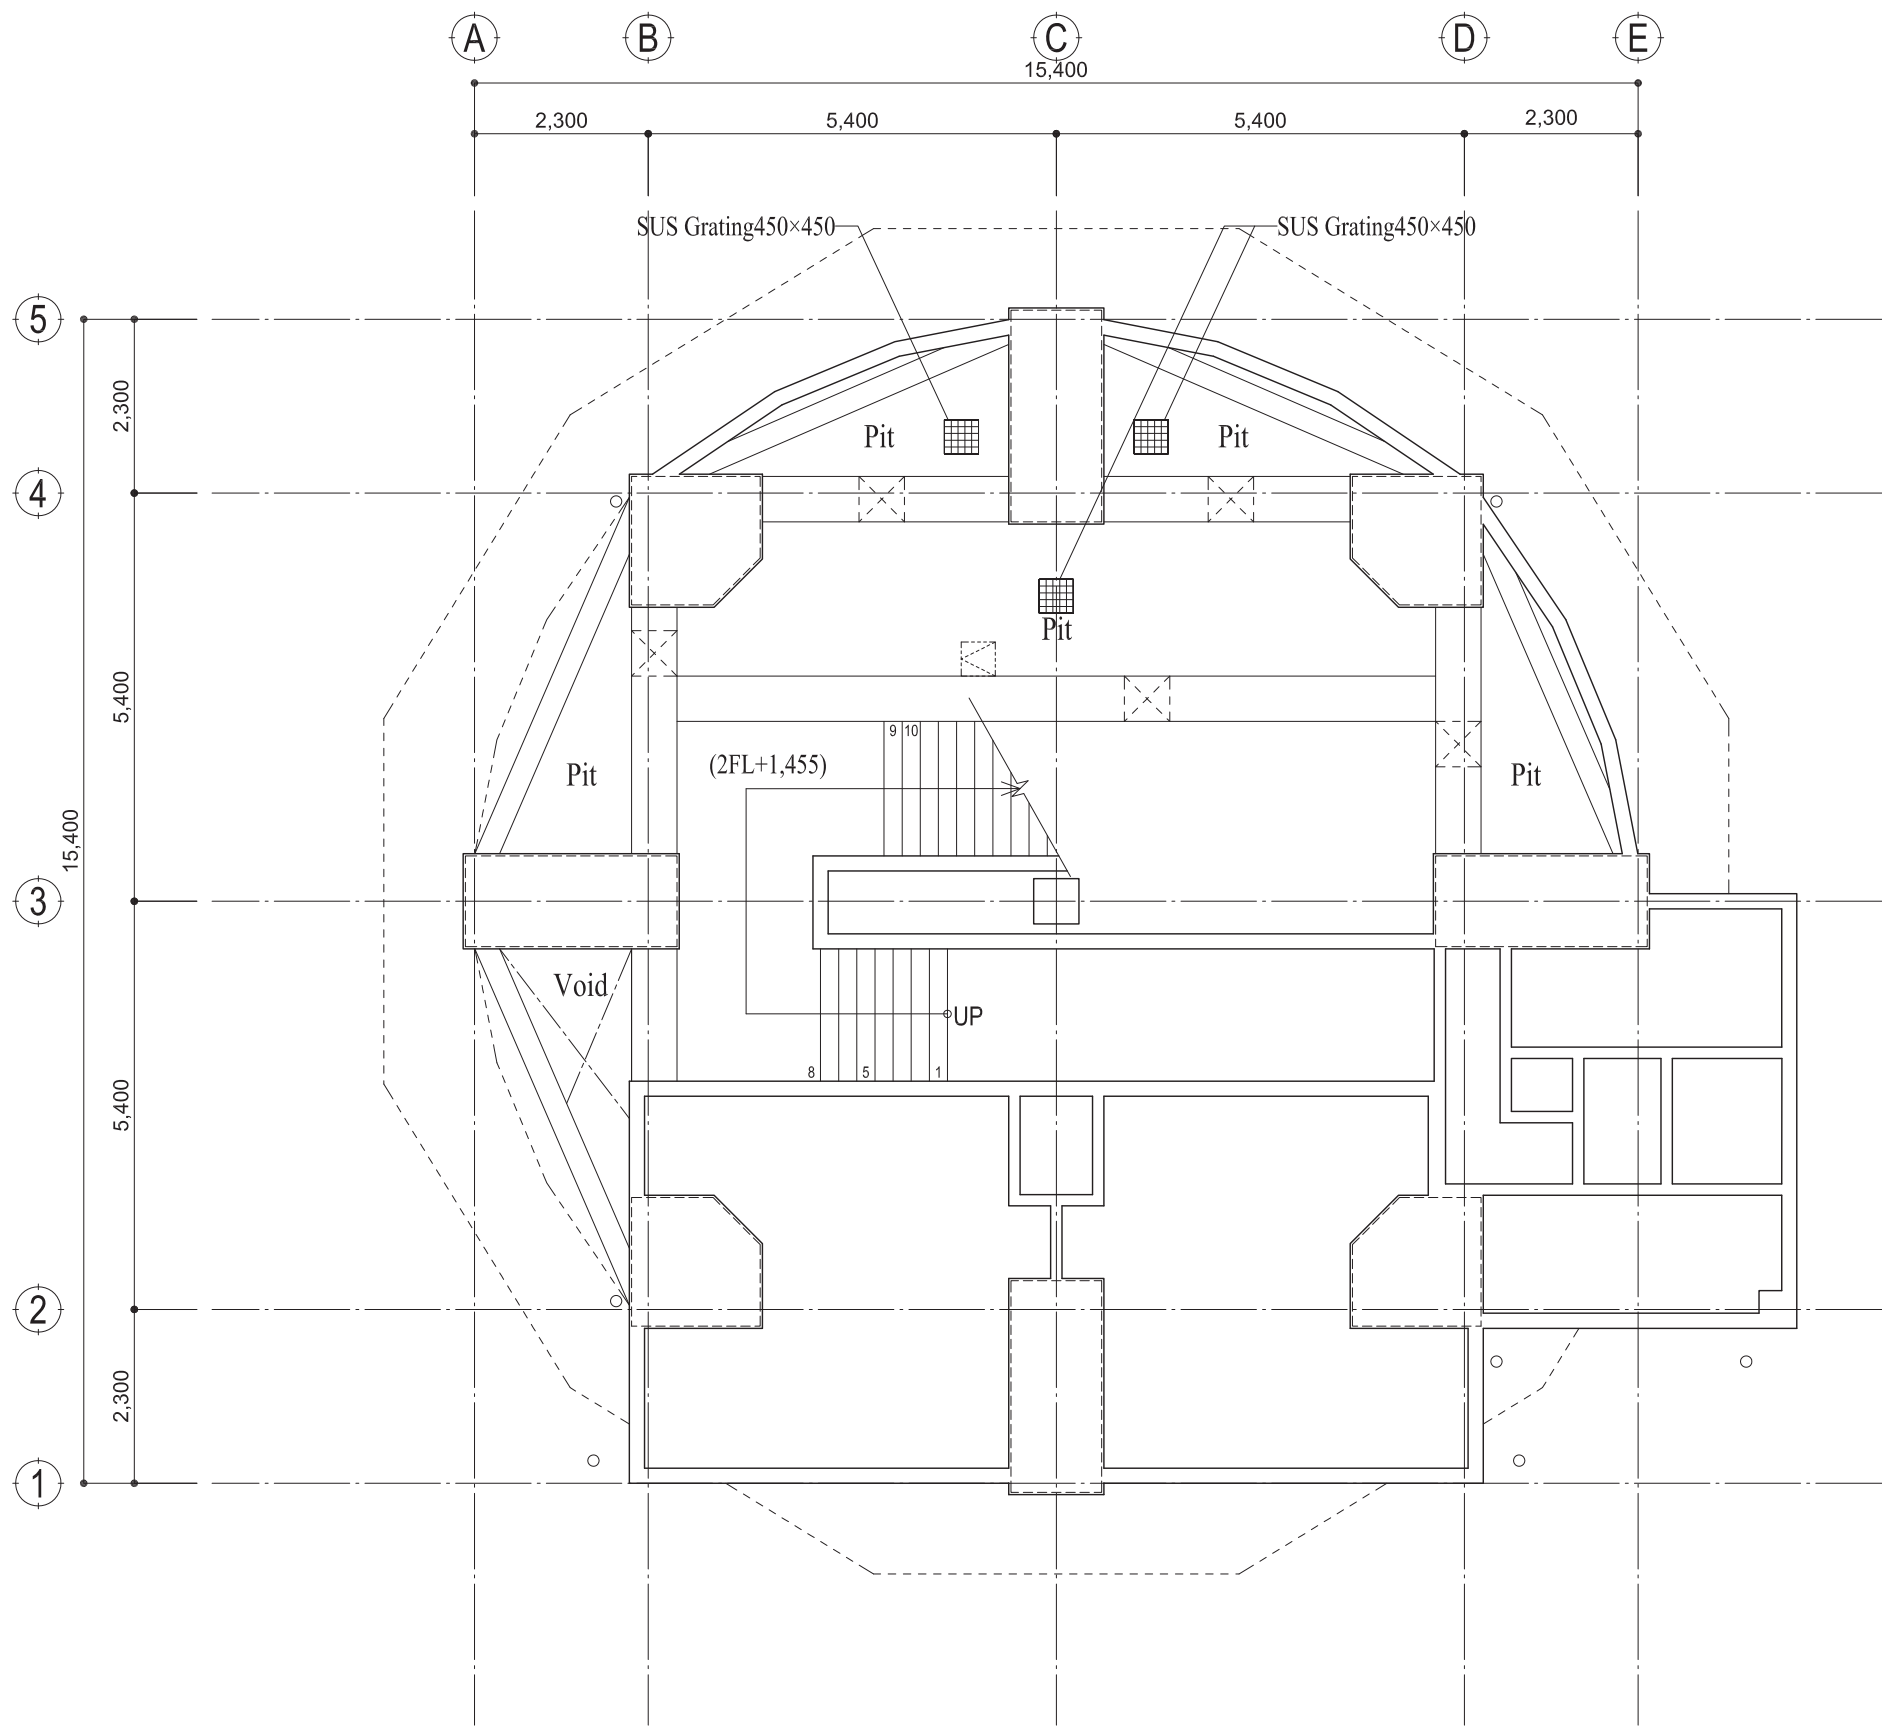 A B C D E
15,400
2,300 5,400 5,400 2,300
SUS Grating450×450 SUS Grating450×450
5
2,300
Pit Pit
4
Pit
5,400
9 10
(2FL+1,455)
Pit Pit
15,400
3
Void
UP
8 5 1
5,400
2
2,300
1